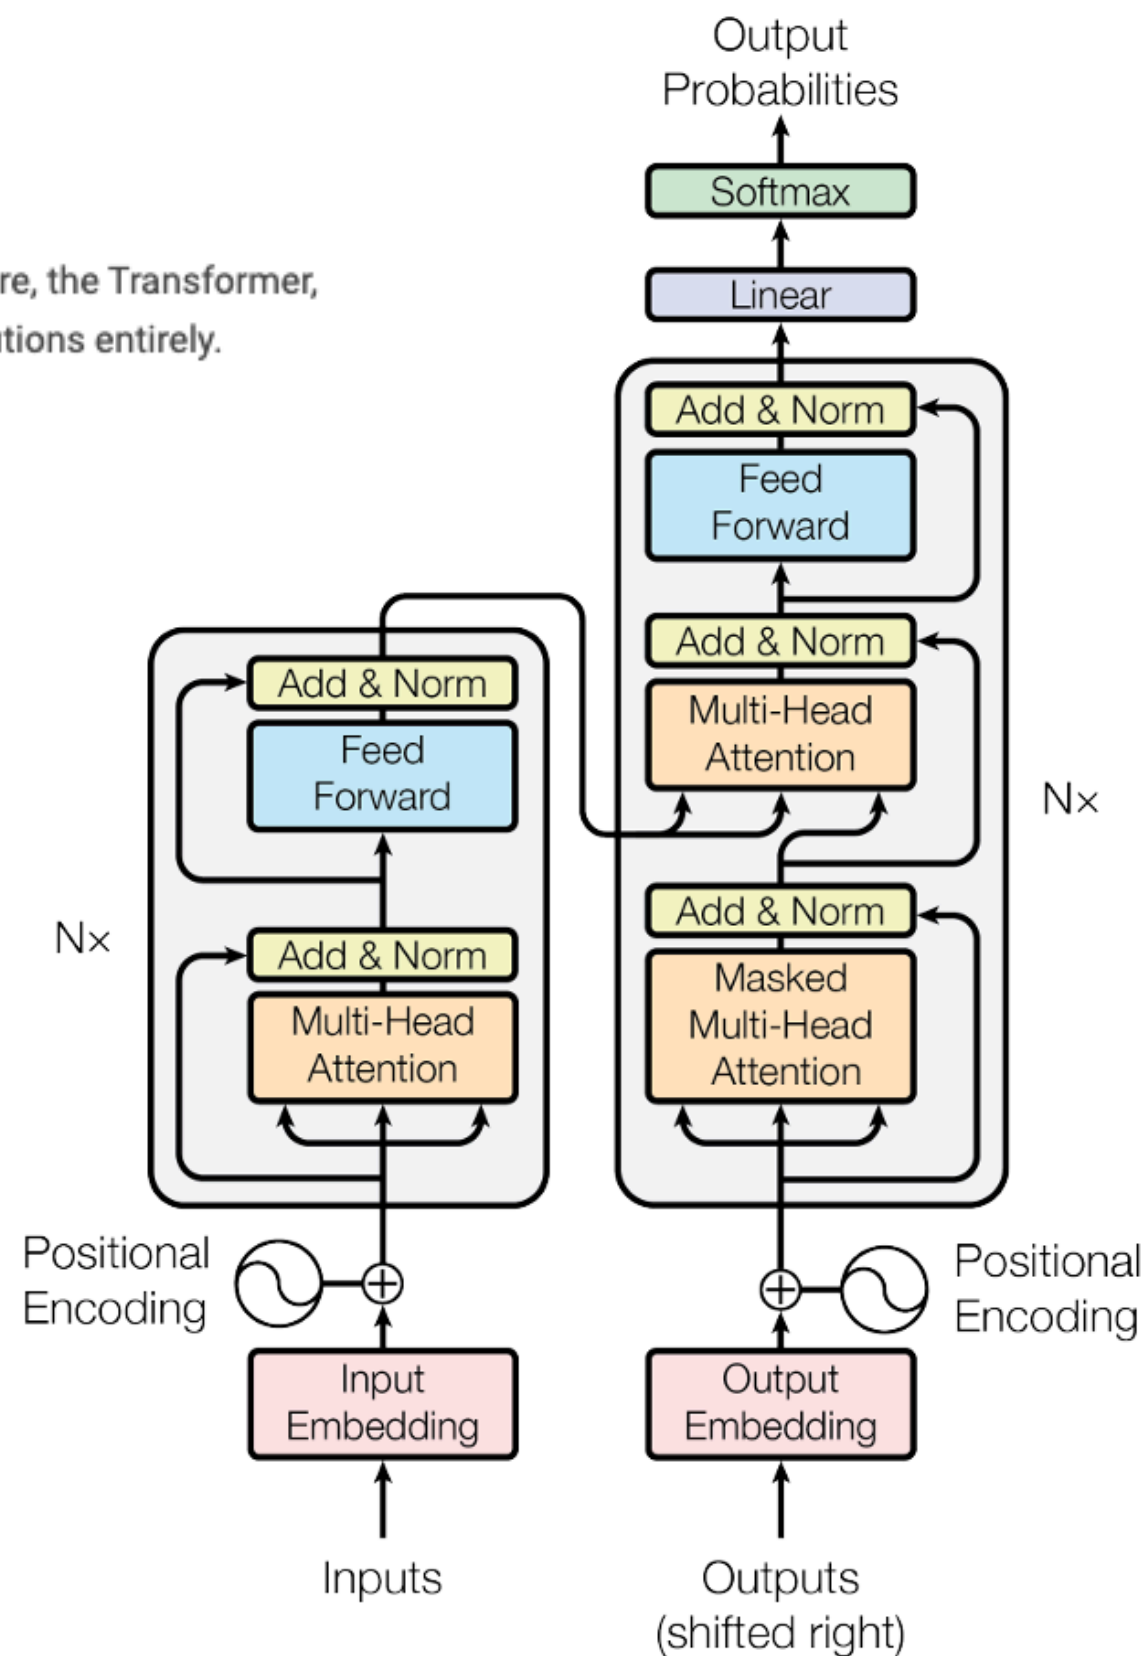 Output
Probabilities
Softmax
re, the Transformer,
tions entirely.
Linear
Add & Norm
Feed
Forward
Add & Norm
Multi-Head
Attention
Nx
Add & Norm
Masked
Multi-Head
Attention
Add & Norm
Feed
Forward
Nx
Add & Norm
Multi-Head
Attention
Positional
Encoding
Positional
Encoding
Input
Embedding
Output
Embedding
Inputs
Outputs
(shifted right)